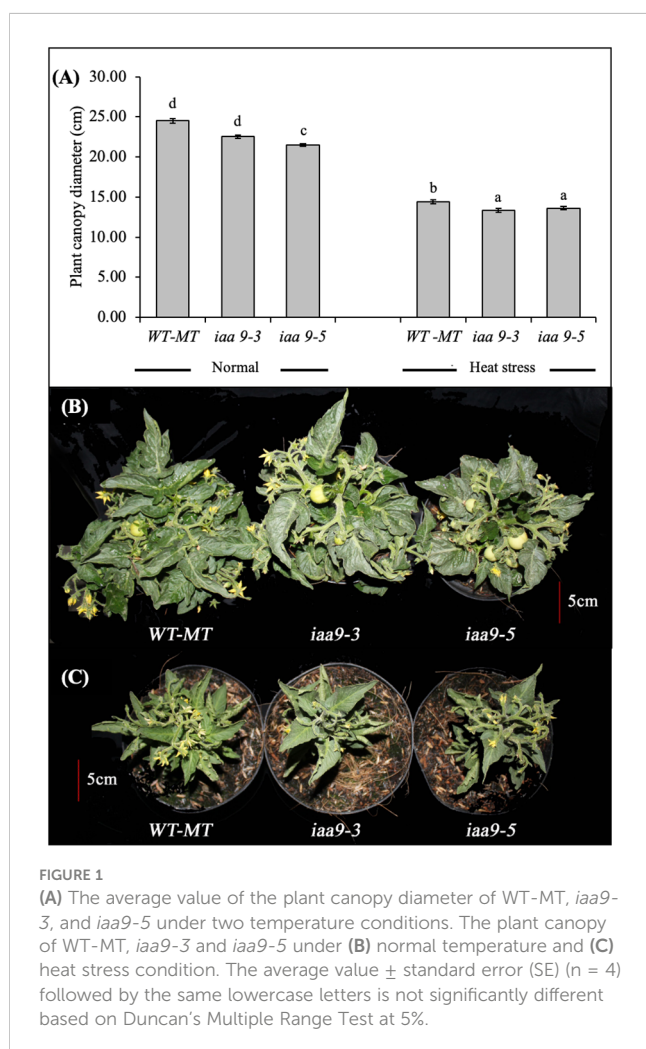 (A)
30.00
25.00
20.00
15.00
10.00
5.00
0.00
Plant canopy diameter (cm)
d d c b a a
WT-MT iaa 9-3 iaa 9-5 WT -MT iaa 9-3 iaa 9-5
Normal Heat stress
(B)
5cm
WT-MT iaa9-3 iaa9-5
(C)
5cm
WT-MT iaa9-3 iaa9-5
FIGURE 1
(A) The average value of the plant canopy diameter of WT-MT, iaa9-
3, and iaa9-5 under two temperature conditions. The plant canopy
of WT-MT, iaa9-3 and iaa9-5 under (B) normal temperature and (C)
heat stress condition. The average value ± standard error (SE) (n = 4)
followed by the same lowercase letters is not significantly different
based on Duncan's Multiple Range Test at 5%.